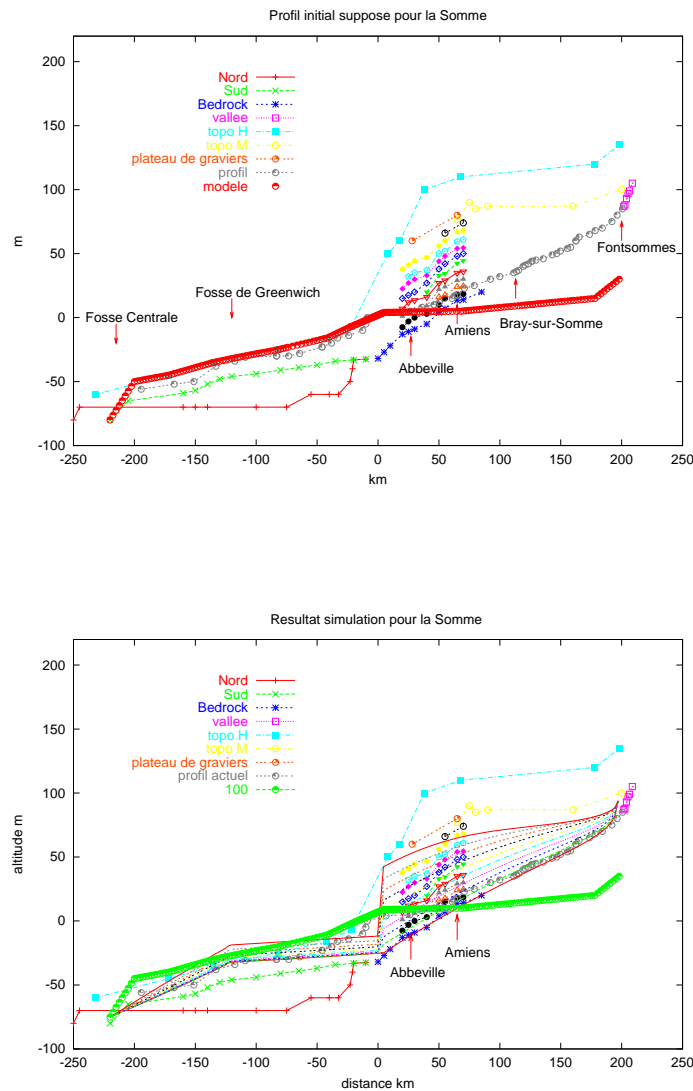 Profil initial suppose pour la Somme
200
150
100
50
0
-50
-100
m
Nord
Sud
Bedrock
vallee
topo H
topo M
plateau de graviers
profil
modele
Fosse Centrale
Fosse de Greenwich
Abbeville
Amiens
Bray-sur-Somme
Fontsommes
-250 -200 -150 -100 -50 0 50 100 150 200 250
km
Resultat simulation pour la Somme
200
150
100
50
0
-50
-100
altitude m
Nord
Sud
Bedrock
vallee
topo H
topo M
plateau de graviers
profil actuel
100
Abbeville
Amiens
-250 -200 -150 -100 -50 0 50 100 150 200 250
distance km